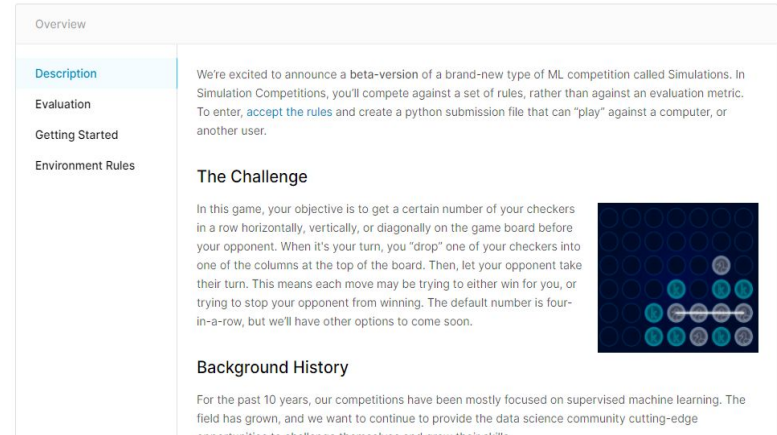 Overview
Description
Evaluation
Getting Started
Environment Rules
We're excited to announce a beta-version of a brand-new type of ML competition called Simulations. In
Simulation Competitions, you'll compete against a set of rules, rather than against an evaluation metric.
To enter, accept the rules and create a python submission file that can "play" against a computer, or
another user.
The Challenge
In this game, your objective is to get a certain number of your checkers
in a row horizontally, vertically, or diagonally on the game board before
your opponent. When it's your turn, you "drop" one of your checkers into
one of the columns at the top of the board. Then, let your opponent take
their turn. This means each move may be trying to either win for you, or
trying to stop your opponent from winning. The default number is four-
in-a-row, but we'll have other options to come soon.
Background History
For the past 10 years, our competitions have been mostly focused on supervised machine learning. The
field has grown, and we want to continue to provide the data science community cutting-edge
opportunities to challenge themselves and grow their skills.